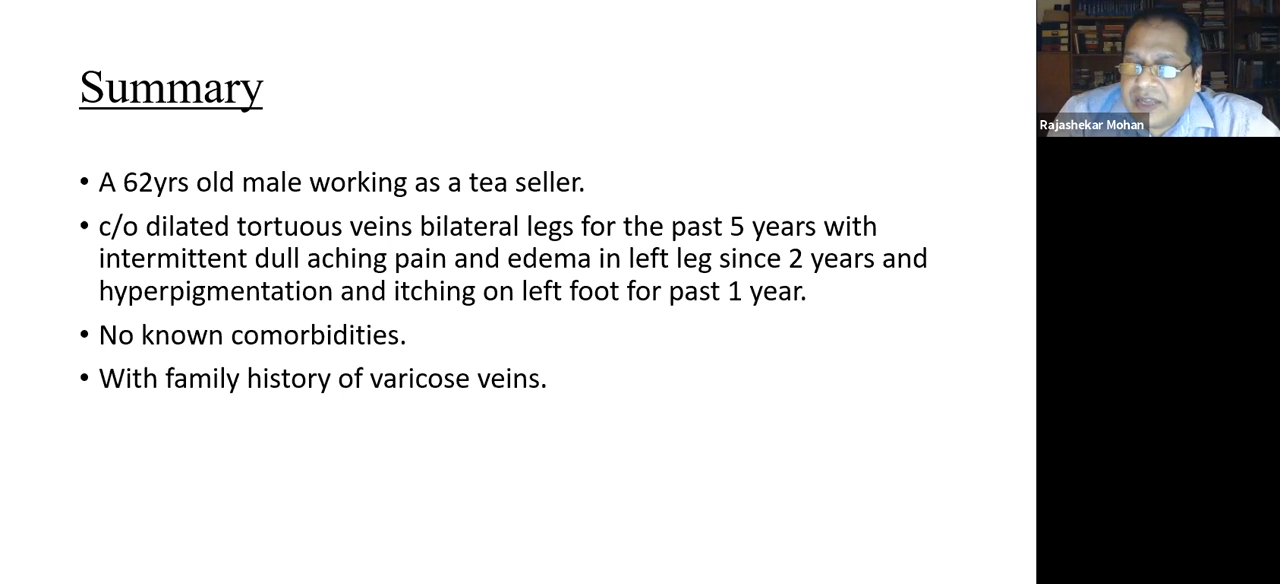 Summary
• A 62yrs old male working as a tea seller.
• c/o dilated tortuous veins bilateral legs for the past 5 years with
intermittent dull aching pain and edema in left leg since 2 years and
hyperpigmentation and itching on left foot for past 1 year.
• No known comorbidities.
• With family history of varicose veins.
Rajashekar Mohan